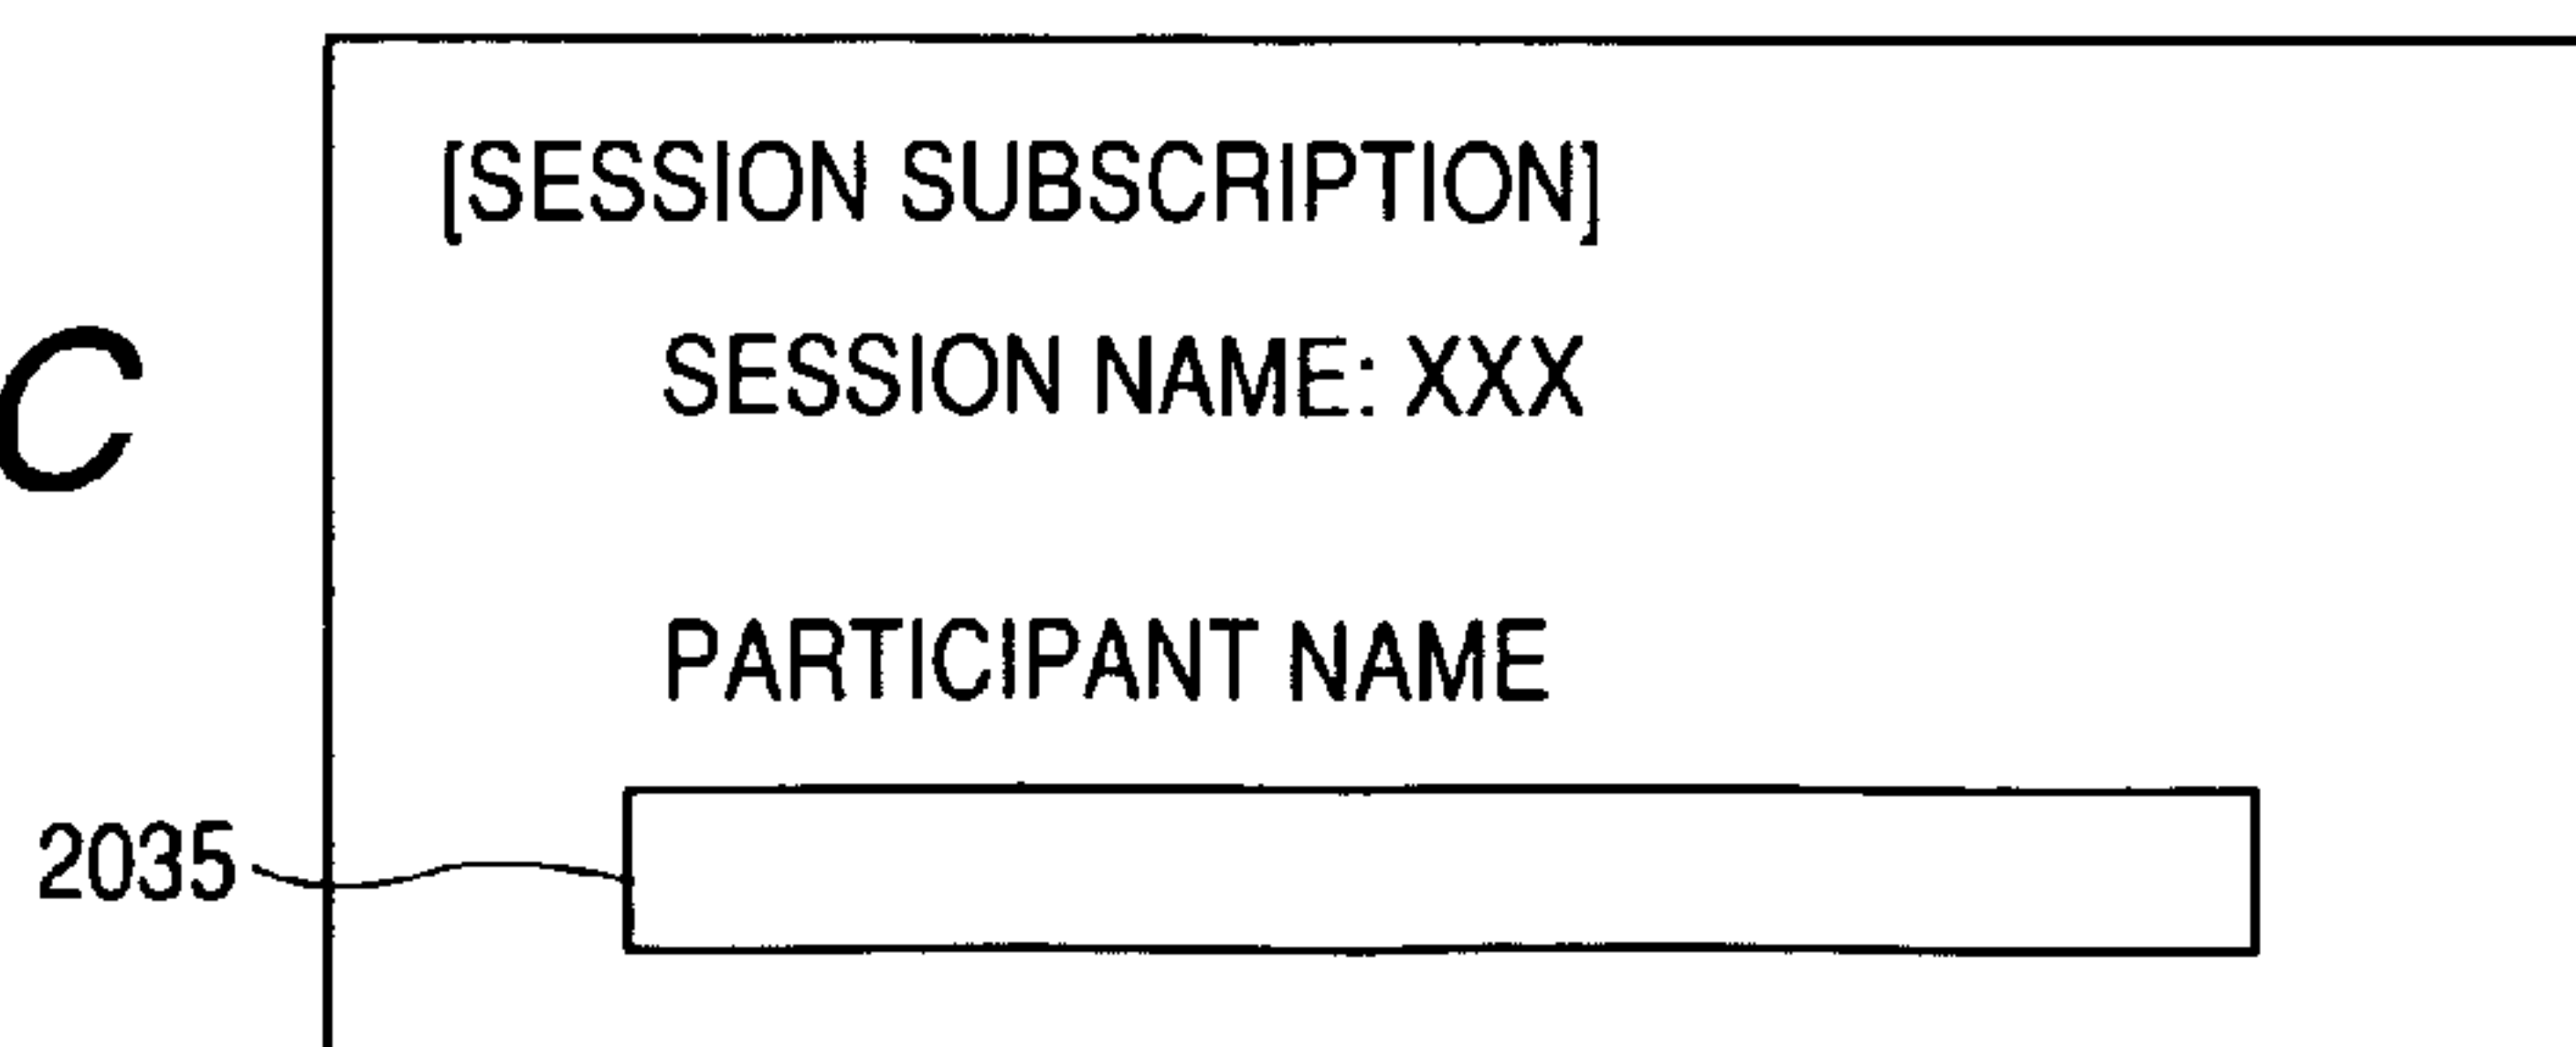 [SESSION SUBSCRIPTION]
C
SESSION NAME: XXX
PARTICIPANT NAME
2035